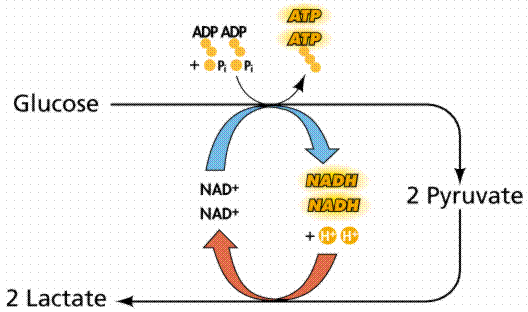 ADP ADP
+ Pi Pi
ATP
ATP
Glucose
NAD+
NAD+
NADH
NADH
+ H+ H+
2 Pyruvate
2 Lactate